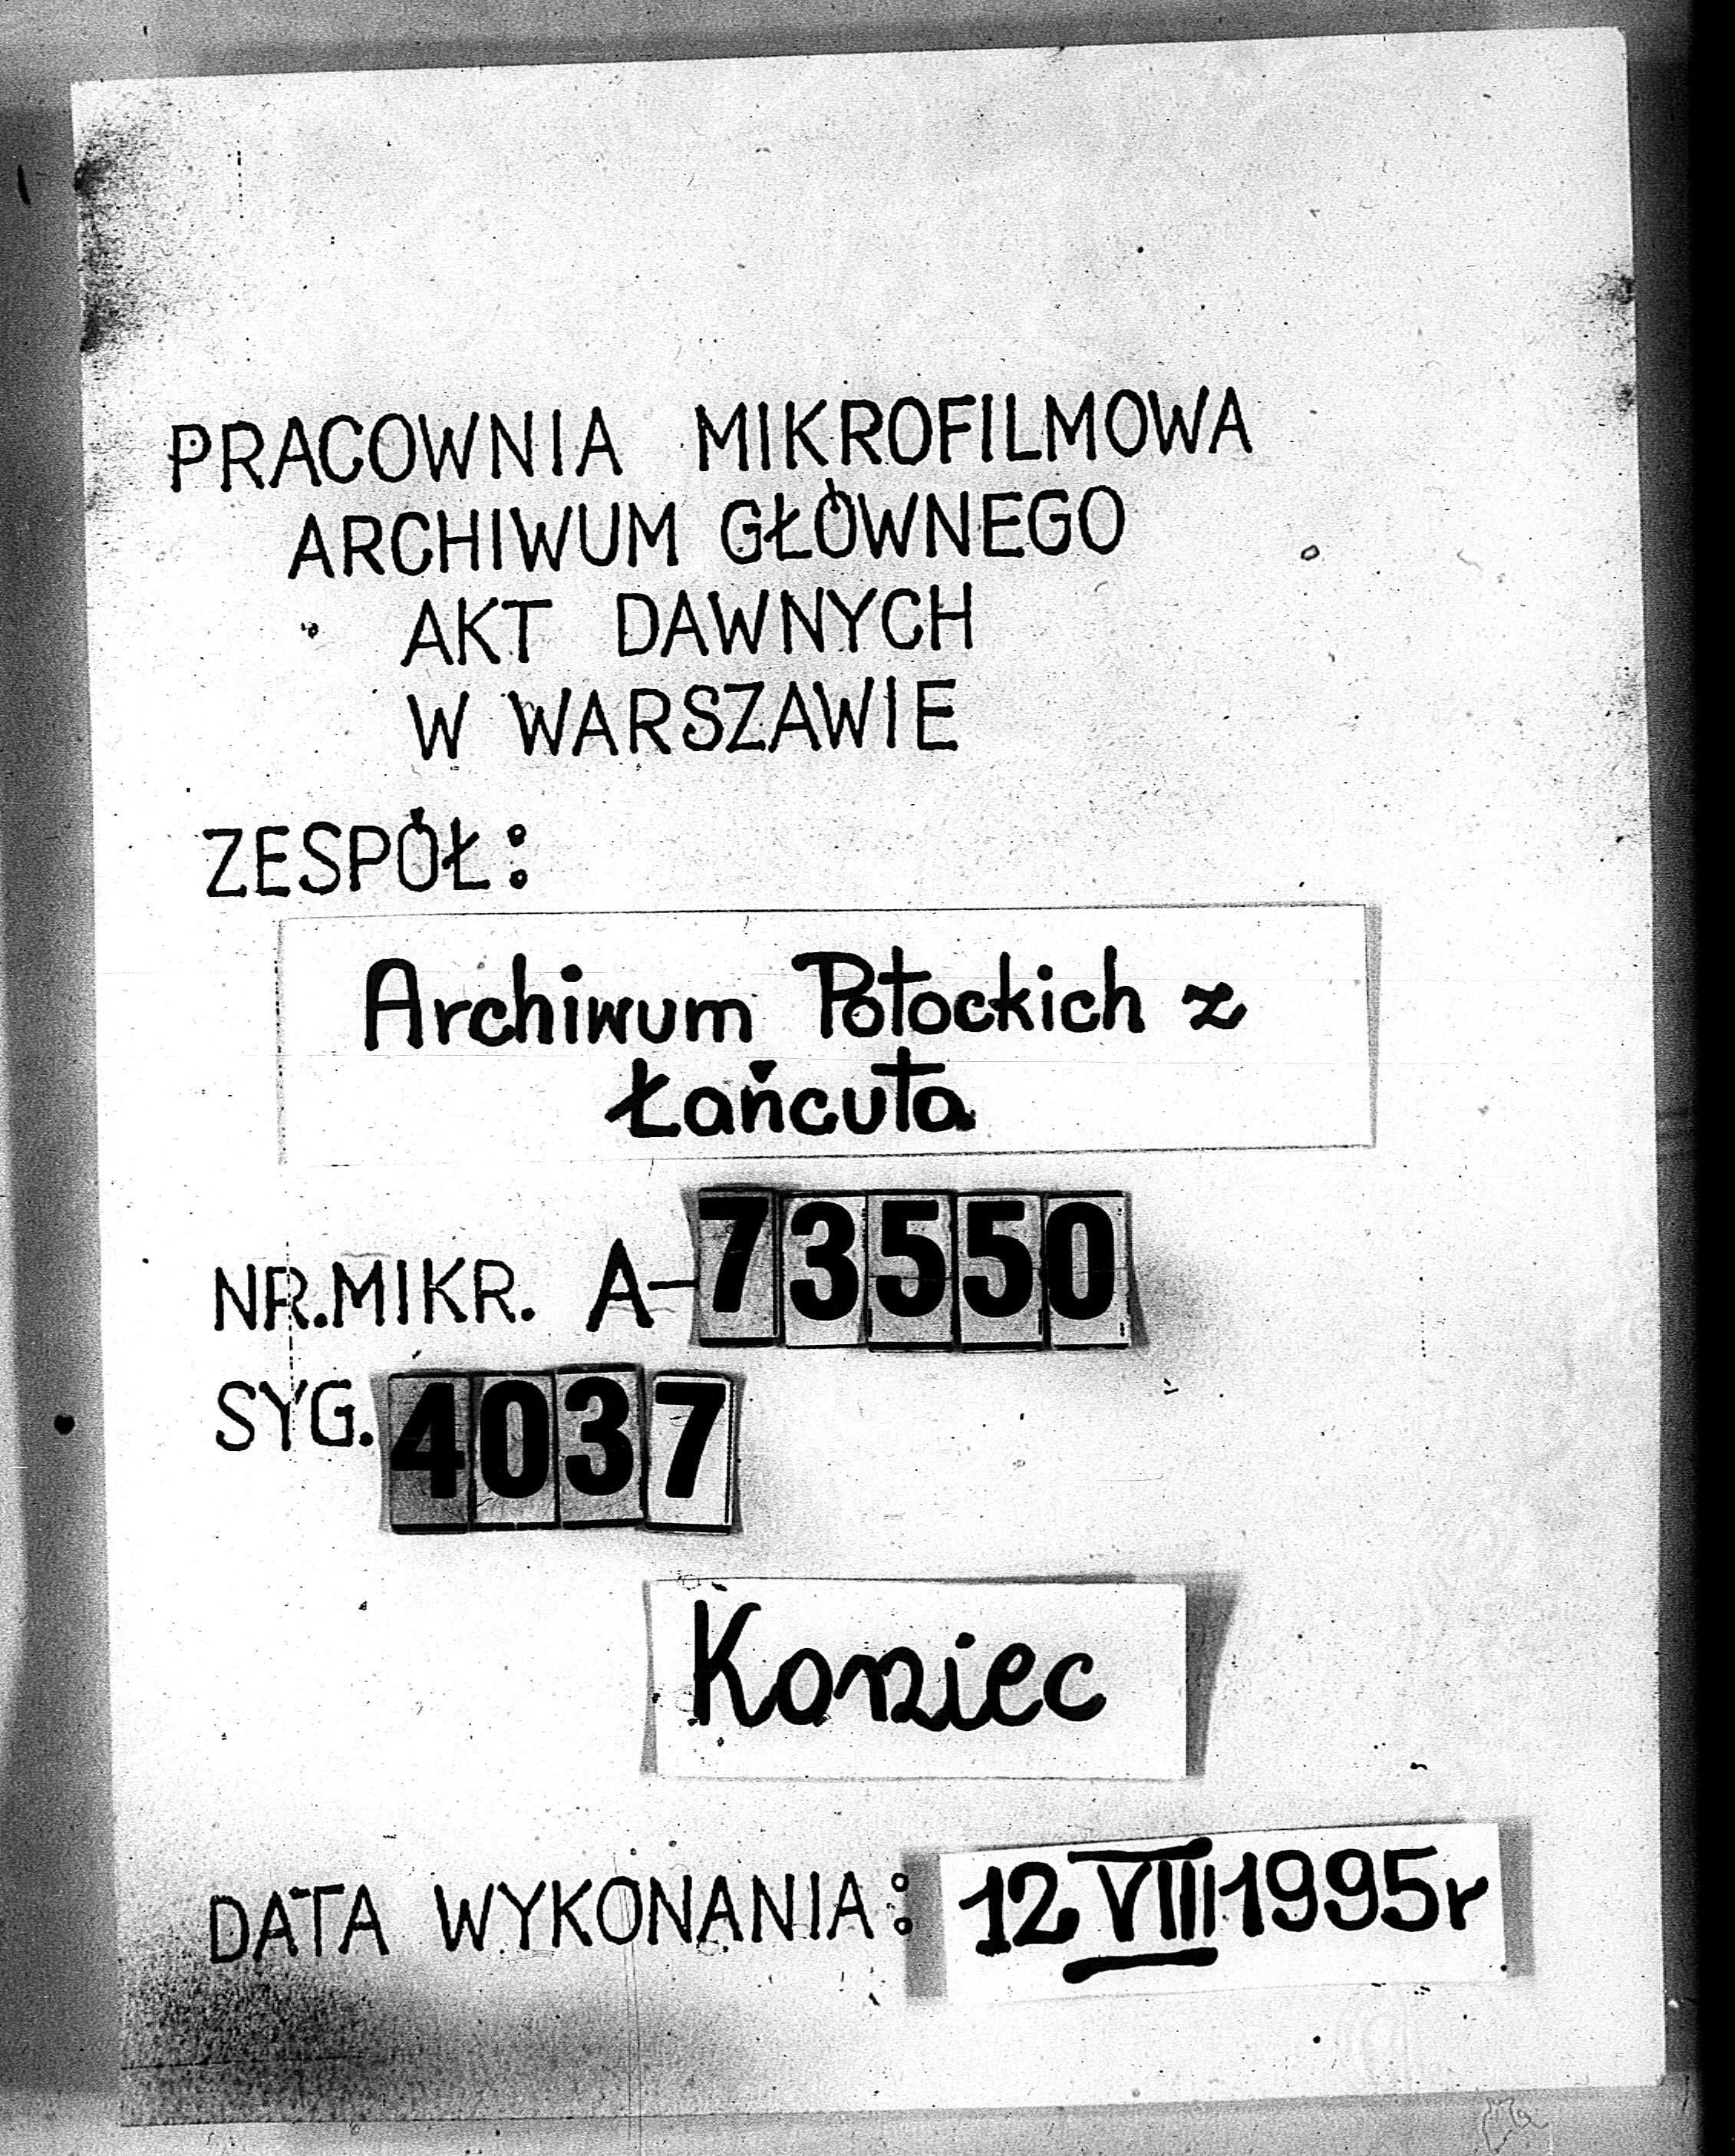 PRACOWNIA MIKROFILMOWA
ARCHIWUM GŁÓWNEGO
AKT DAWNYCH
W WARSZAWIE
ZESPÓŁ:
Archiwum Potockich z
Łańcuta
NR.MIKR. A-73550
SYG. 4037
Koniec
DATA WYKONANIA: 12 VIII 1995r